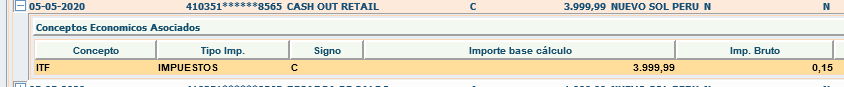 05-05-2020 410351******8565 CASH OUT RETAIL C 3.999,99 NUEVO SOL PERU N N
Conceptos Economicos Asociados
Concepto Tipo Imp. Signo Importe base cálculo Imp. Bruto
ITF IMPUESTOS C 3.999,99 0,15